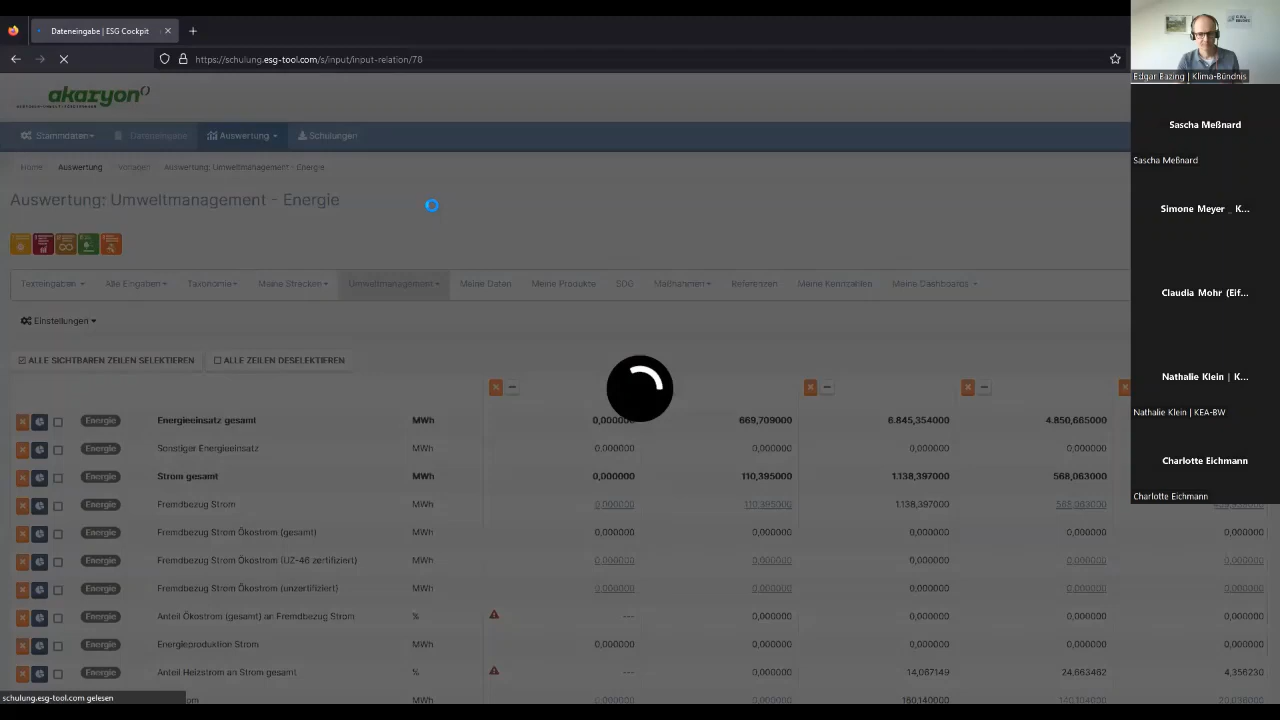 Dateneingabe | ESG Cockpit
https://schulung.esg-tool.com/s/input/input-relation/78
akaryon
Stammdaten
Dateneingabe
Auswertung
Schulungen
Home
Auswertung
Vorlagen
Auswertung: Umweltmanagement - Energie
Auswertung: Umweltmanagement - Energie
Texteingaben
Alle Eingaben
Taxonomie
Meine Strecken
Umweltmanagement
Meine Daten
Meine Produkte
SDG
Maßnahmen
Referenzen
Meine Kennzahlen
Meine Dashboards
Einstellungen
ALLE SICHTBAREN ZEILEN SELEKTIEREN
ALLE ZEILEN DESELEKTIEREN
Energie Energieeinsatz gesamt MWh 0,000000 669,709000 6.845,354000 4.850,665000
Energie Sonstiger Energieeinsatz MWh 0,000000 0,000000 0,000000 0,000000
Energie Strom gesamt MWh 0,000000 110,395000 1.138,397000 568,063000
Energie Fremdbezug Strom MWh 0,000000 110,395000 1.138,397000 568,063000
Energie Fremdbezug Strom Ökostrom (gesamt) MWh 0,000000 0,000000 0,000000 0,000000 0,000000
Energie Fremdbezug Strom Ökostrom (UZ-46 zertifiziert) MWh 0,000000 0,000000 0,000000 0,000000 0,000000
Energie Fremdbezug Strom Ökostrom (unzertifiziert) MWh 0,000000 0,000000 0,000000 0,000000 0,000000
Energie Anteil Ökostrom (gesamt) an Fremdbezug Strom % --- 0,000000 0,000000 0,000000 0,000000
Energie Energieproduktion Strom MWh 0,000000 0,000000 0,000000 0,000000 0,000000
Energie Anteil Heizstrom an Strom gesamt % --- 0,000000 14,067149 24,663462 4,356230
schulung.esg-tool.com gelesen
Edgar Eazing | Klima-Bündnis
Sascha Meßnard
Sascha Meßnard
Simone Meyer _ K...
Claudia Mohr (Eif...
Nathalie Klein | K...
Nathalie Klein | KEA-BW
Charlotte Eichmann
Charlotte Eichmann